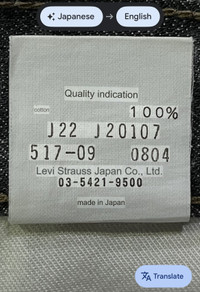 Japanese → English
Quality indication
cotton 100%
J22 J20107
517-09 0804
Levi Strauss Japan Co., Ltd.
03-5421-9500
made in Japan
Translate